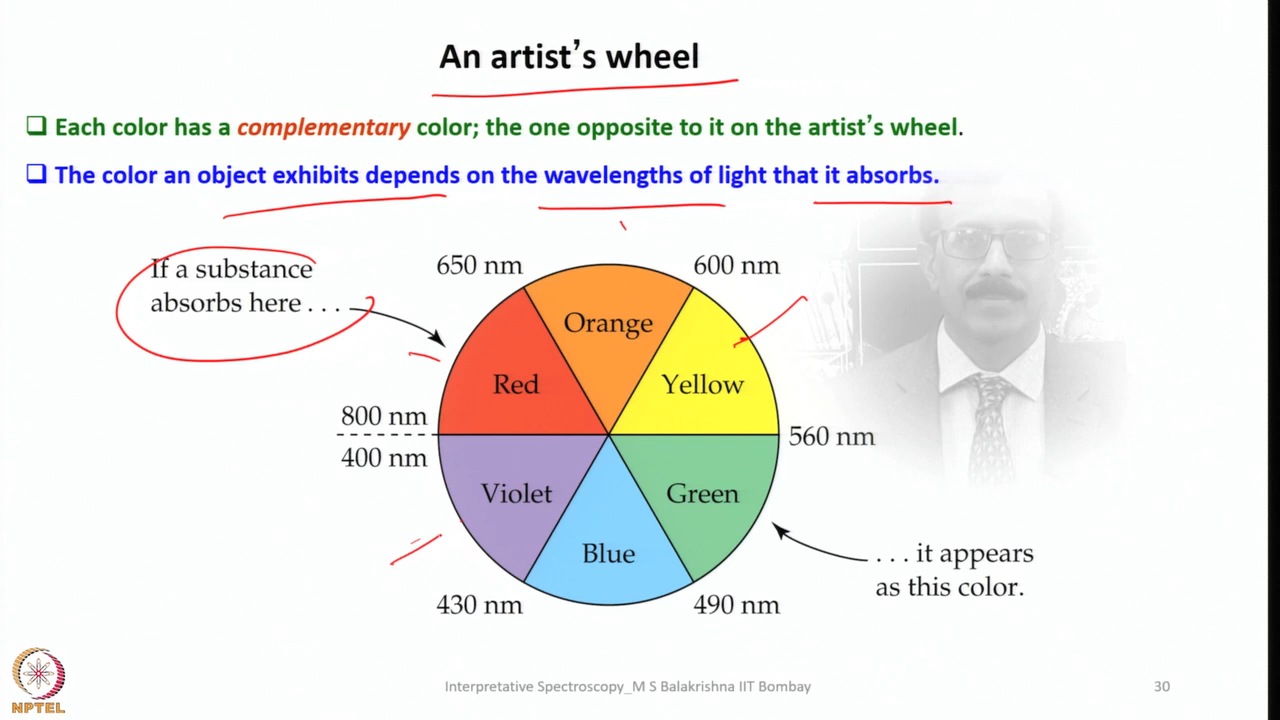 An artist’s wheel
❑ Each color has a complementary color; the one opposite to it on the artist’s wheel.
❑ The color an object exhibits depends on the wavelengths of light that it absorbs.
If a substance
absorbs here . . . .
650 nm
600 nm
Orange
Red
Yellow
800 nm
400 nm
560 nm
Violet
Green
Blue
. . . it appears
as this color.
430 nm
490 nm
NPTEL
Interpretative Spectroscopy_M S Balakrishna IIT Bombay
30